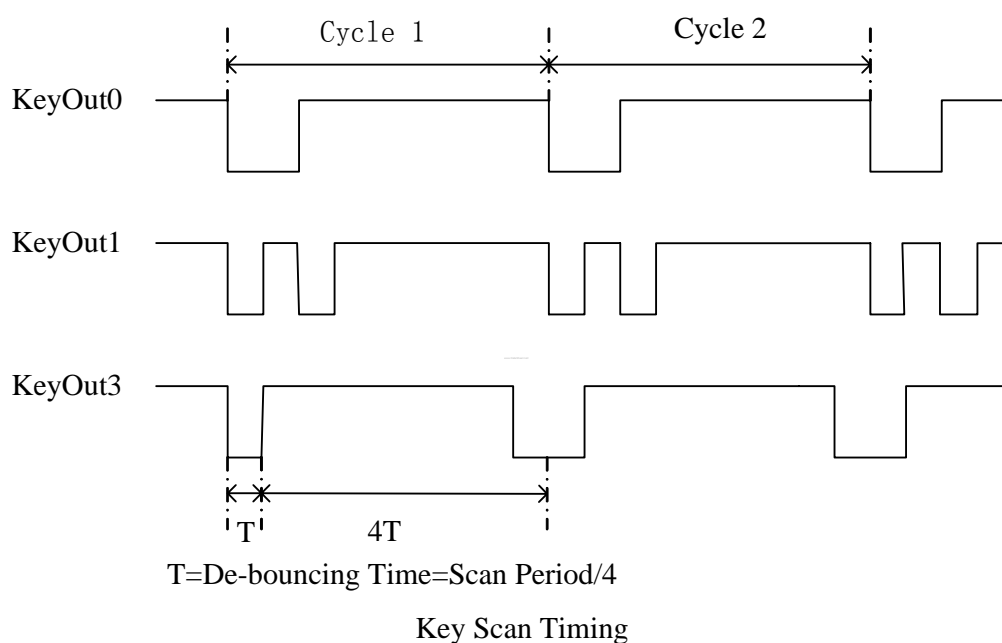 Cycle 1
Cycle 2
KeyOut0
KeyOut1
KeyOut3
T
4T
T=De-bouncing Time=Scan Period/4
Key Scan Timing